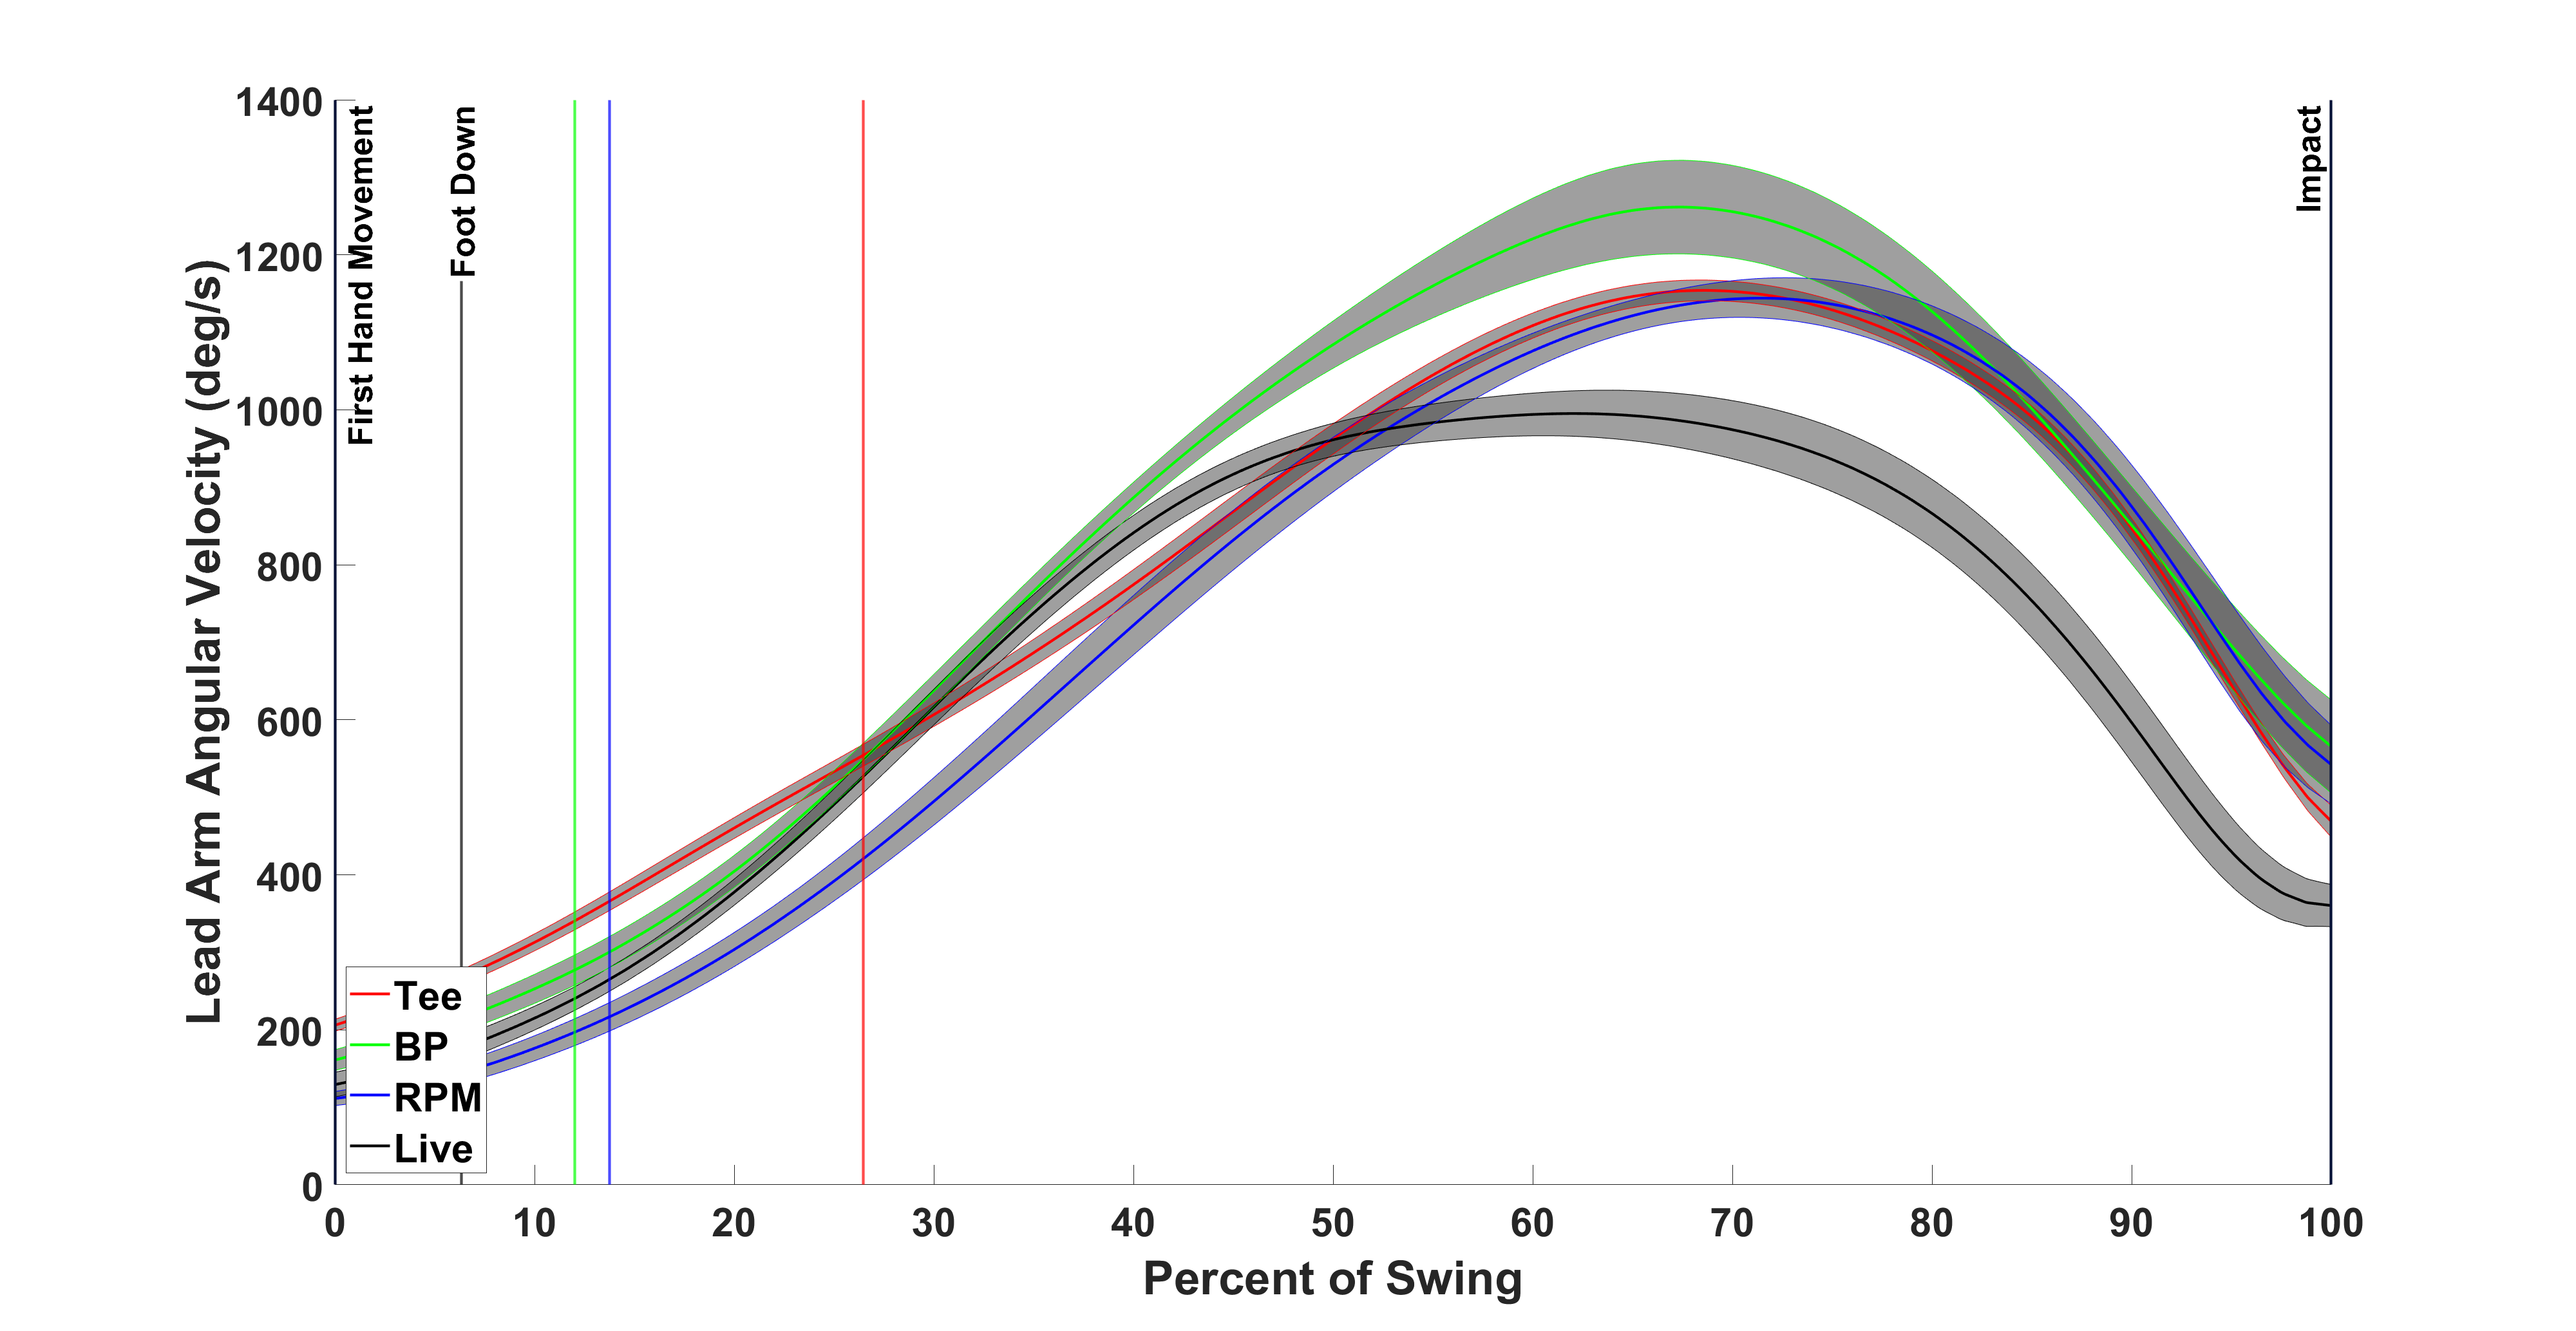 Lead Arm Angular Velocity (deg/s)
1400
1200
1000
800
600
400
200
0
First Hand Movement
Foot Down
Impact
Tee
BP
RPM
Live
0 10 20 30 40 50 60 70 80 90 100
Percent of Swing